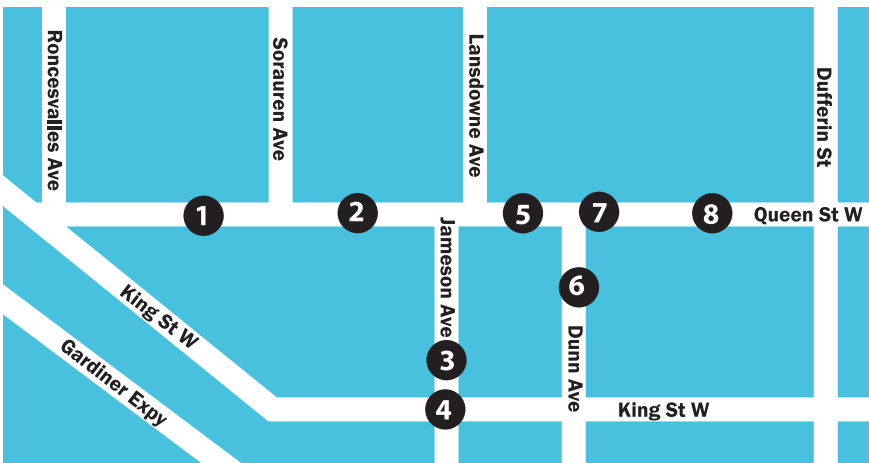 Roncesvalles Ave
Sorauren Ave
Lansdowne Ave
Dufferin St
1
2
5
7
8
Queen St W
Jameson Ave
6
King St W
Gardiner Expy
3
Dunn Ave
4
King St W